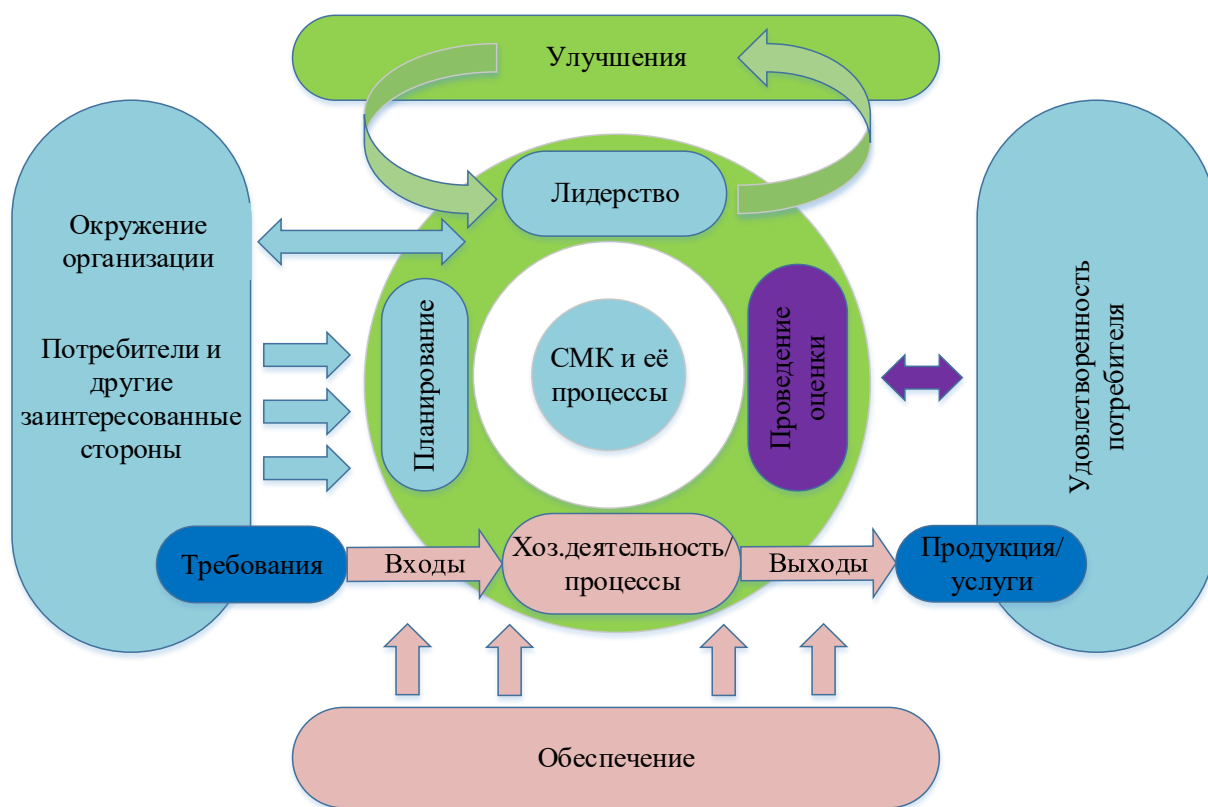 Улучшения
Лидерство
Окружение
организации
Потребители и
другие
заинтересованные
стороны
Планирование
СМК и её
процессы
Проведение
оценки
Удовлетворенность
потребителя
Требования
Входы
Хоз.деятельность/
процессы
Выходы
Продукция/
услуги
Обеспечение